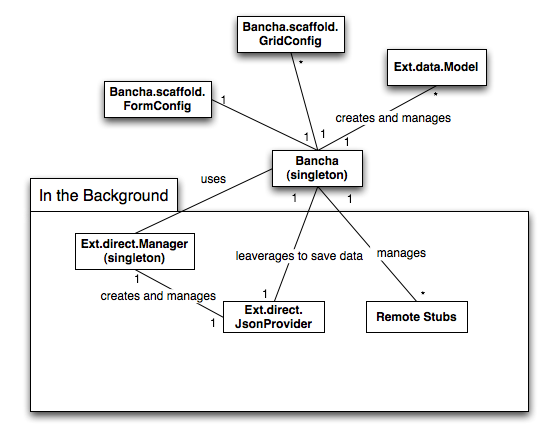 Bancha.scaffold.
GridConfig
*
Ext.data.Model
*
Bancha.scaffold.
FormConfig
1
creates and manages
1
1
1
Bancha
(singleton)
uses
1
1
In the Background
Ext.direct.Manager
(singleton)
leaverages to save data
manages
1
creates and manages
1
*
1
Ext.direct.
JsonProvider
Remote Stubs